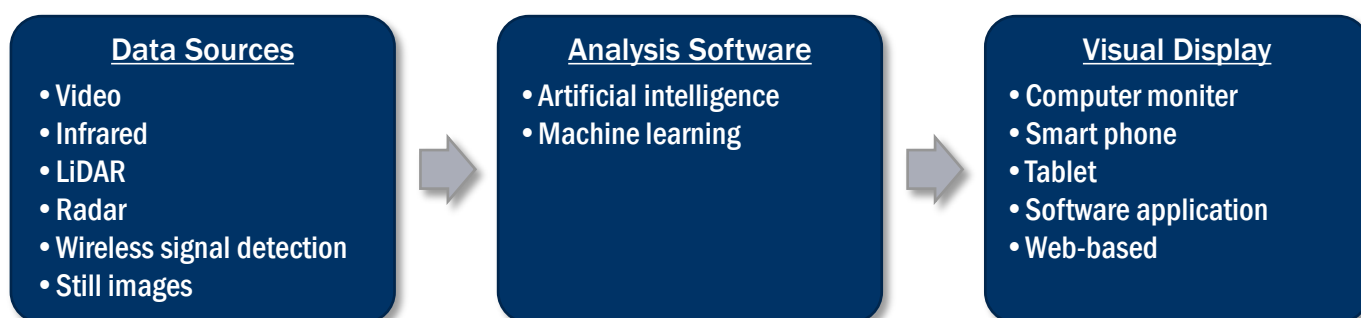 Data Sources
• Video
• Infrared
• LiDAR
• Radar
• Wireless signal detection
• Still images
Analysis Software
• Artificial intelligence
• Machine learning
Visual Display
• Computer moniter
• Smart phone
• Tablet
• Software application
• Web-based